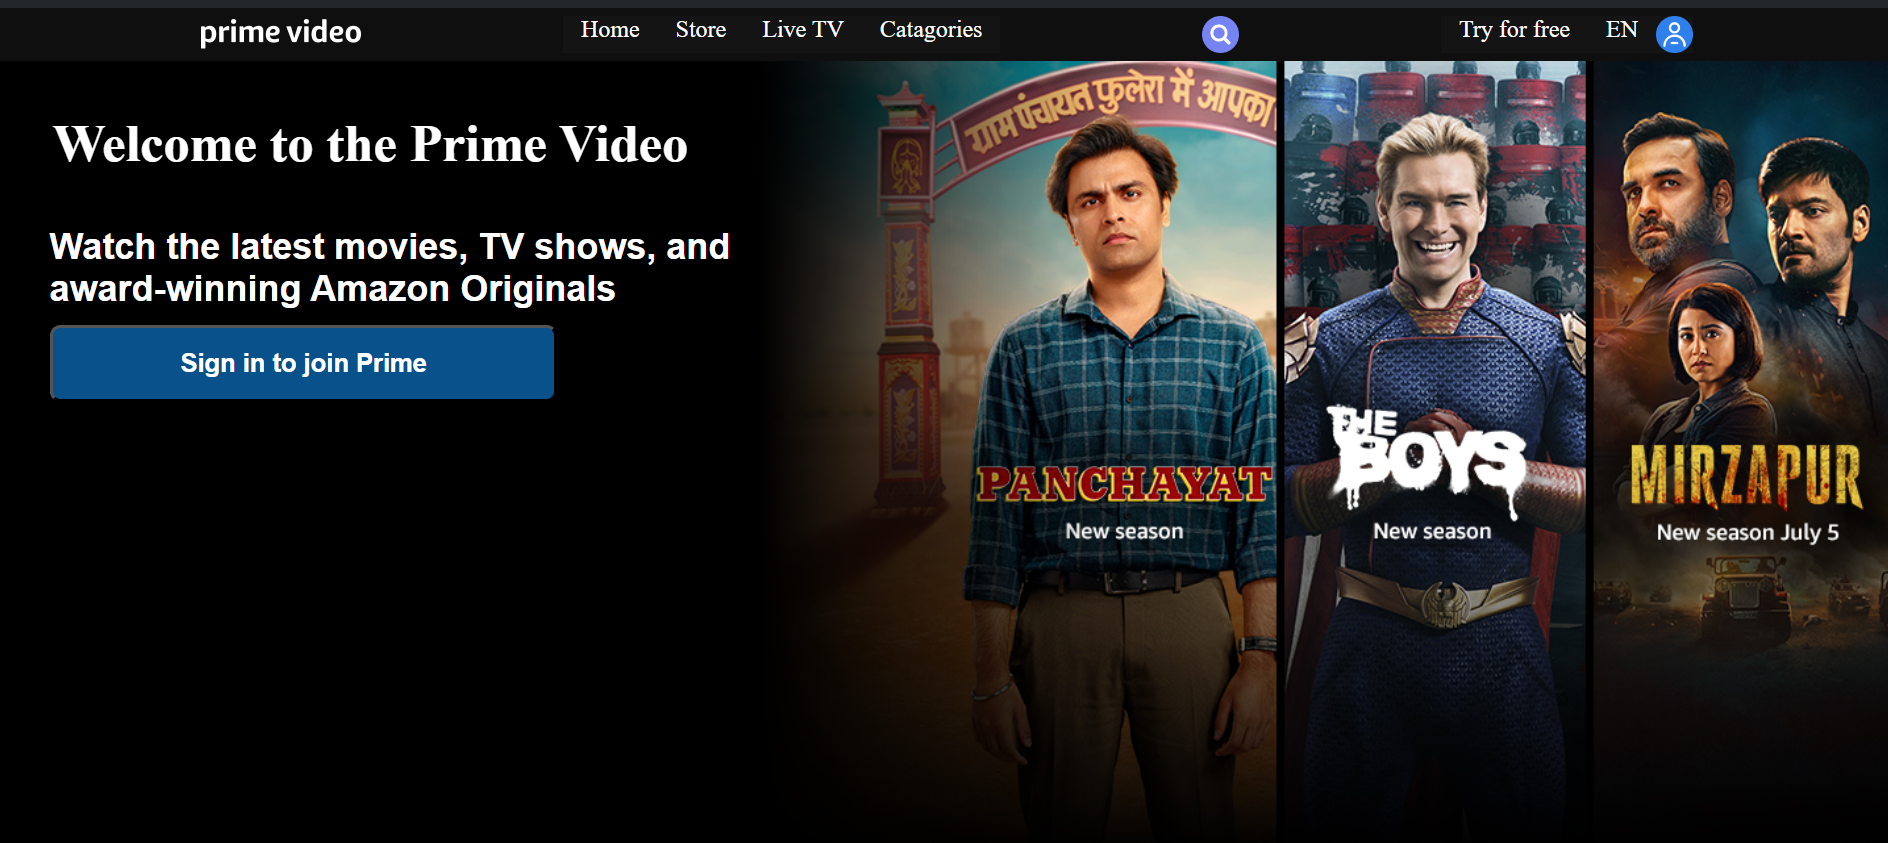 prime video
Home Store Live TV Catagories
Try for free EN
Welcome to the Prime Video
Watch the latest movies, TV shows, and
award-winning Amazon Originals
Sign in to join Prime
ग्राम पंचायत फुलेरा में आपका
PANCHAYAT
New season
THE
BOYS
New season
MIRZAPUR
New season July 5